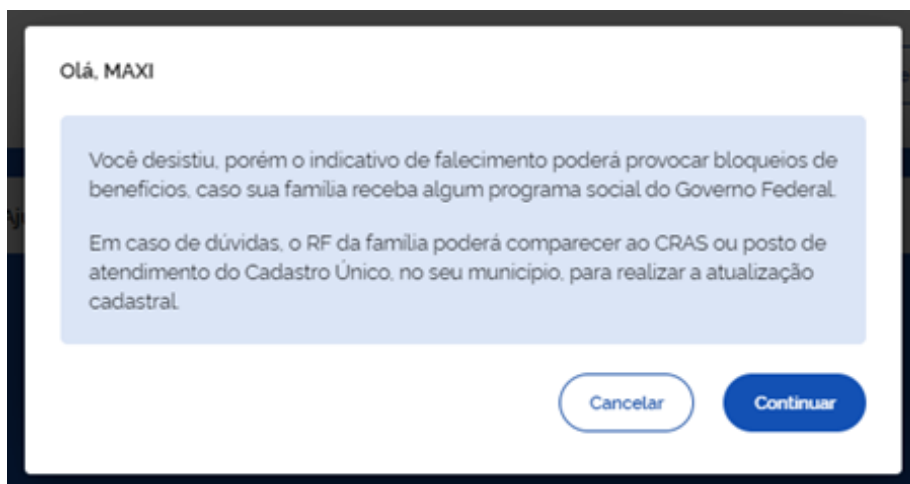 Olá, MAXI
Você desistiu, porém o indicativo de falecimento poderá provocar bloqueios de
benefícios, caso sua família receba algum programa social do Governo Federal.
Em caso de dúvidas, o RF da família poderá comparecer ao CRAS ou posto de
atendimento do Cadastro Único, no seu município, para realizar a atualização
cadastral.
Cancelar
Continuar